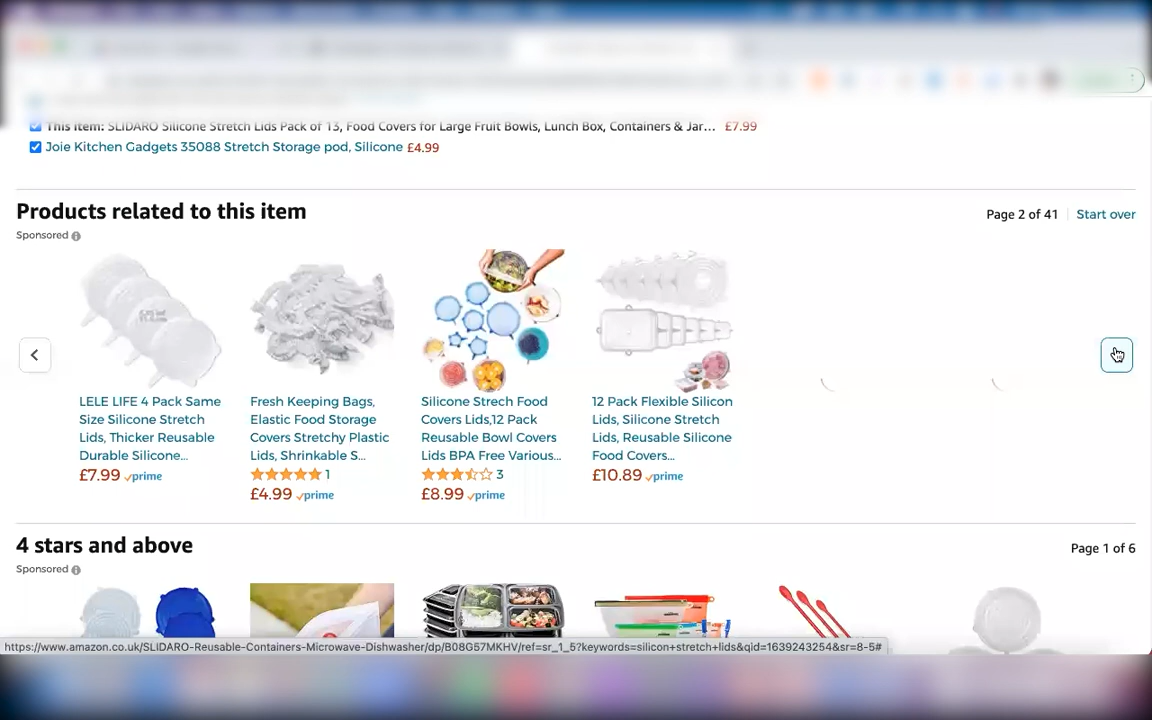 This item: SLIDARO Silicone Stretch Lids Pack of 13, Food Covers for Large Fruit Bowls, Lunch Box, Containers & Jar... £7.99
Joie Kitchen Gadgets 35088 Stretch Storage pod, Silicone £4.99
Products related to this item
Page 2 of 41 | Start over
Sponsored
LELE LIFE 4 Pack Same
Size Silicone Stretch
Lids, Thicker Reusable
Durable Silicone...
£7.99 prime
Fresh Keeping Bags,
Elastic Food Storage
Covers Stretchy Plastic
Lids, Shrinkable S...
1
£4.99 prime
Silicone Strech Food
Covers Lids,12 Pack
Reusable Bowl Covers
Lids BPA Free Various...
3
£8.99 prime
12 Pack Flexible Silicon
Lids, Silicone Stretch
Lids, Reusable Silicone
Food Covers...
£10.89 prime
4 stars and above
Page 1 of 6
Sponsored
https://www.amazon.co.uk/SLIDARO-Reusable-Containers-Microwave-Dishwasher/dp/B08G57MKHV/ref=sr_1_5?keywords=silicon+stretch+lids&qid=1639243254&sr=8-5#